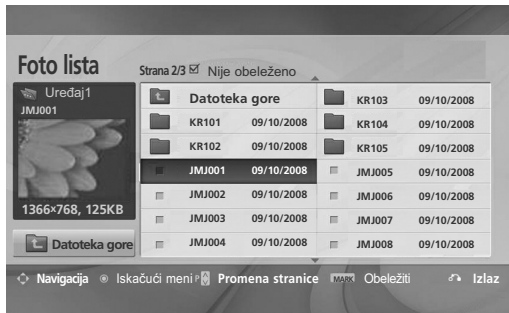 Foto lista
Strana 2/3 Nije obeleženo
Uređaj1
JMJ001
1366×768, 125KB
Datoteka gore
Datoteka gore
KR101 09/10/2008
KR102 09/10/2008
JMJ001 09/10/2008
JMJ002 09/10/2008
JMJ003 09/10/2008
JMJ004 09/10/2008
KR103 09/10/2008
KR104 09/10/2008
KR105 09/10/2008
JMJ005 09/10/2008
JMJ006 09/10/2008
JMJ007 09/10/2008
JMJ008 09/10/2008
Navigacija Iskačući meni P Promena stranice MARK Obeležiti Izlaz